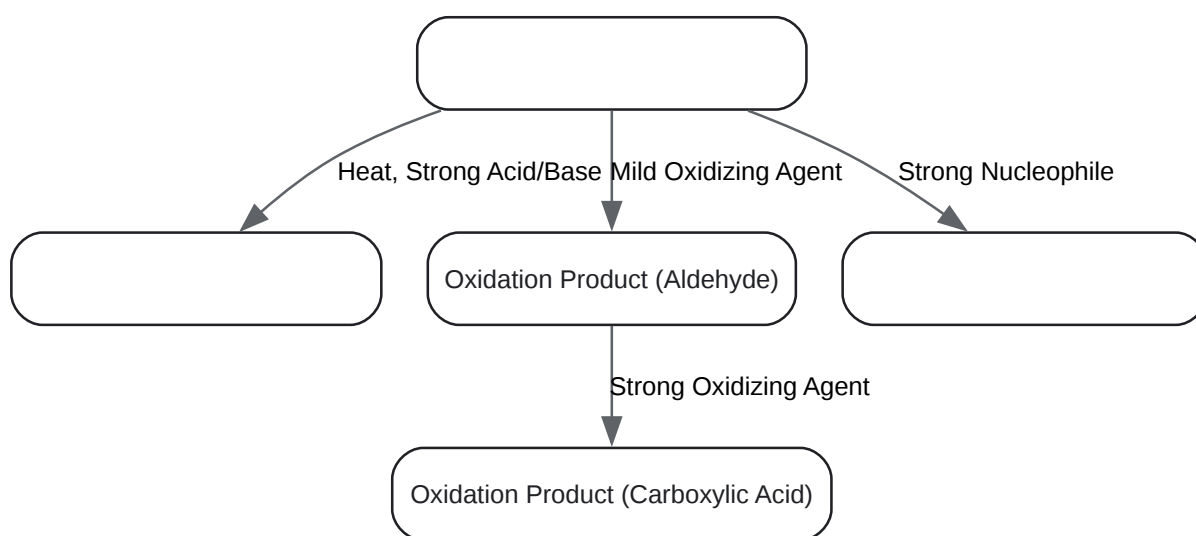 Heat, Strong Acid/Base
Mild Oxidizing Agent
Strong Nucleophile
Oxidation Product (Aldehyde)
Strong Oxidizing Agent
Oxidation Product (Carboxylic Acid)